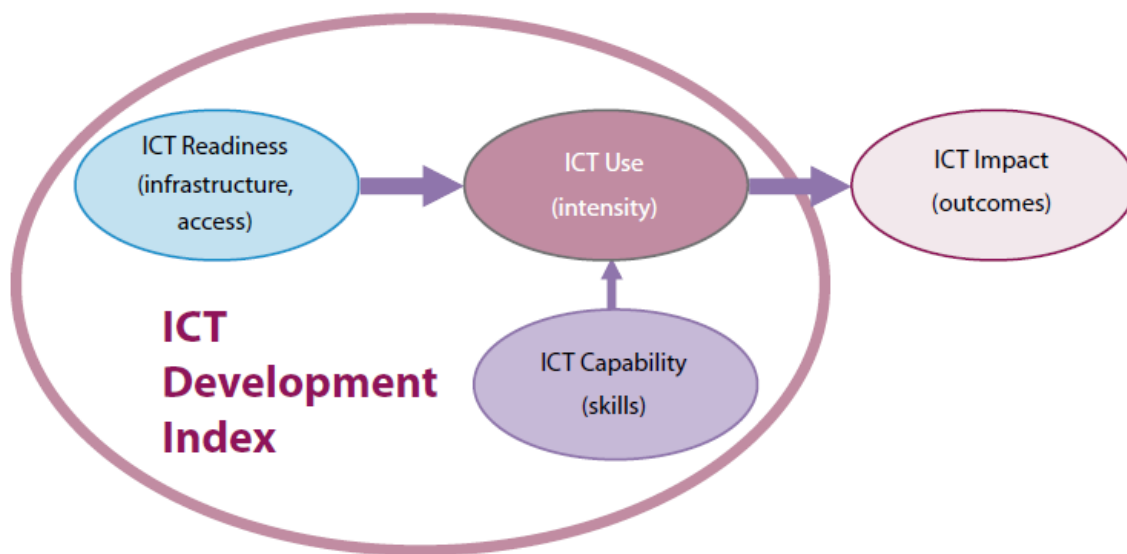 ICT Readiness
(infrastructure,
access)
ICT Use
(intensity)
ICT Impact
(outcomes)
ICT
Development
Index
ICT Capability
(skills)